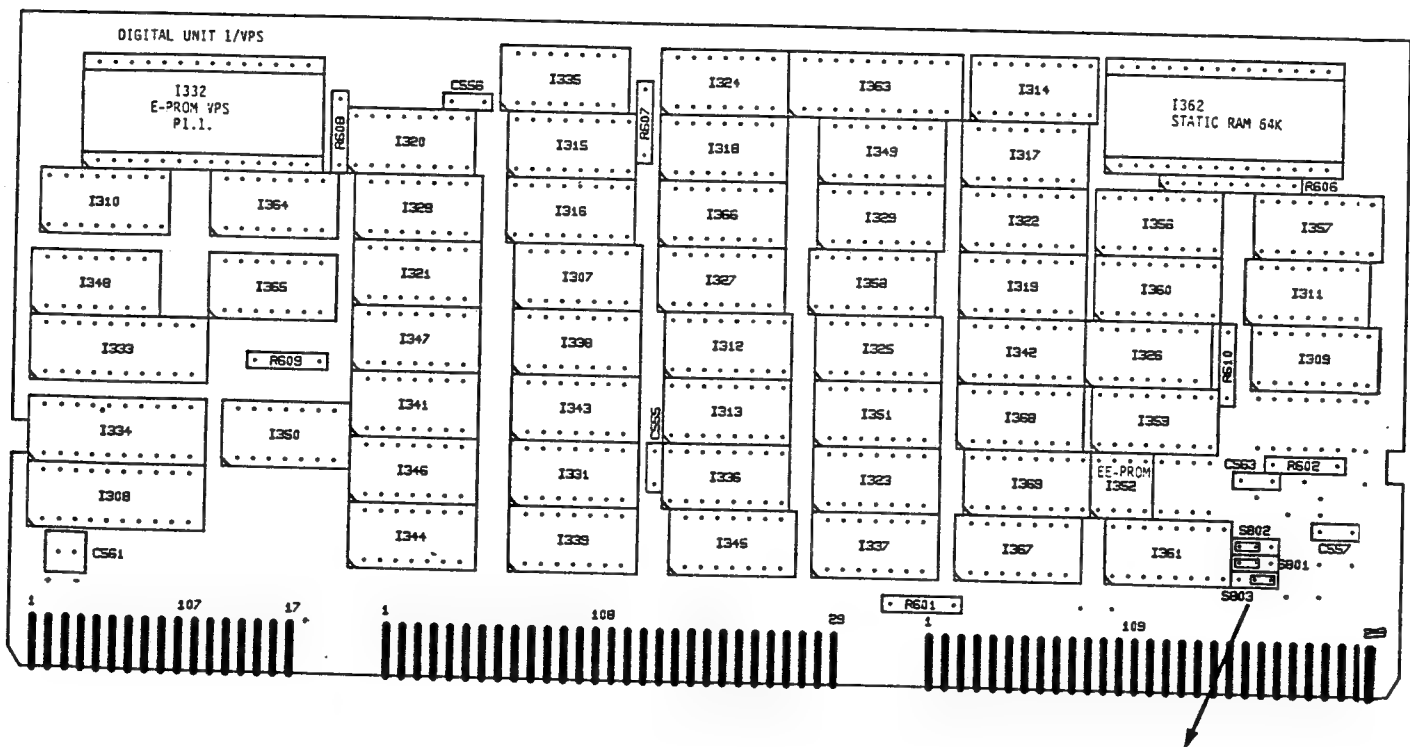 DIGITAL UNIT 1/VPS
I332
E-PROM VPS
P1.1.
R608
C556
I335
R607
I324
I363
I314
I362
STATIC RAM 64K
I320
I315
I318
I349
I317
R606
I310
I364
I328
I316
I366
I329
I322
I356
I357
I348
I365
I321
I307
I327
I358
I319
I360
I311
I333
R609
I347
I338
I312
I325
I342
I326
R610
I309
I334
I350
I341
I343
C555
I313
I351
I368
I353
I308
I346
I331
I336
I323
I369
EE-PROM
I352
C563
R602
C561
I344
I339
I345
I337
I367
I361
S802
S801
S803
C557
R601
1 107 17
1 108 29
1 109 29